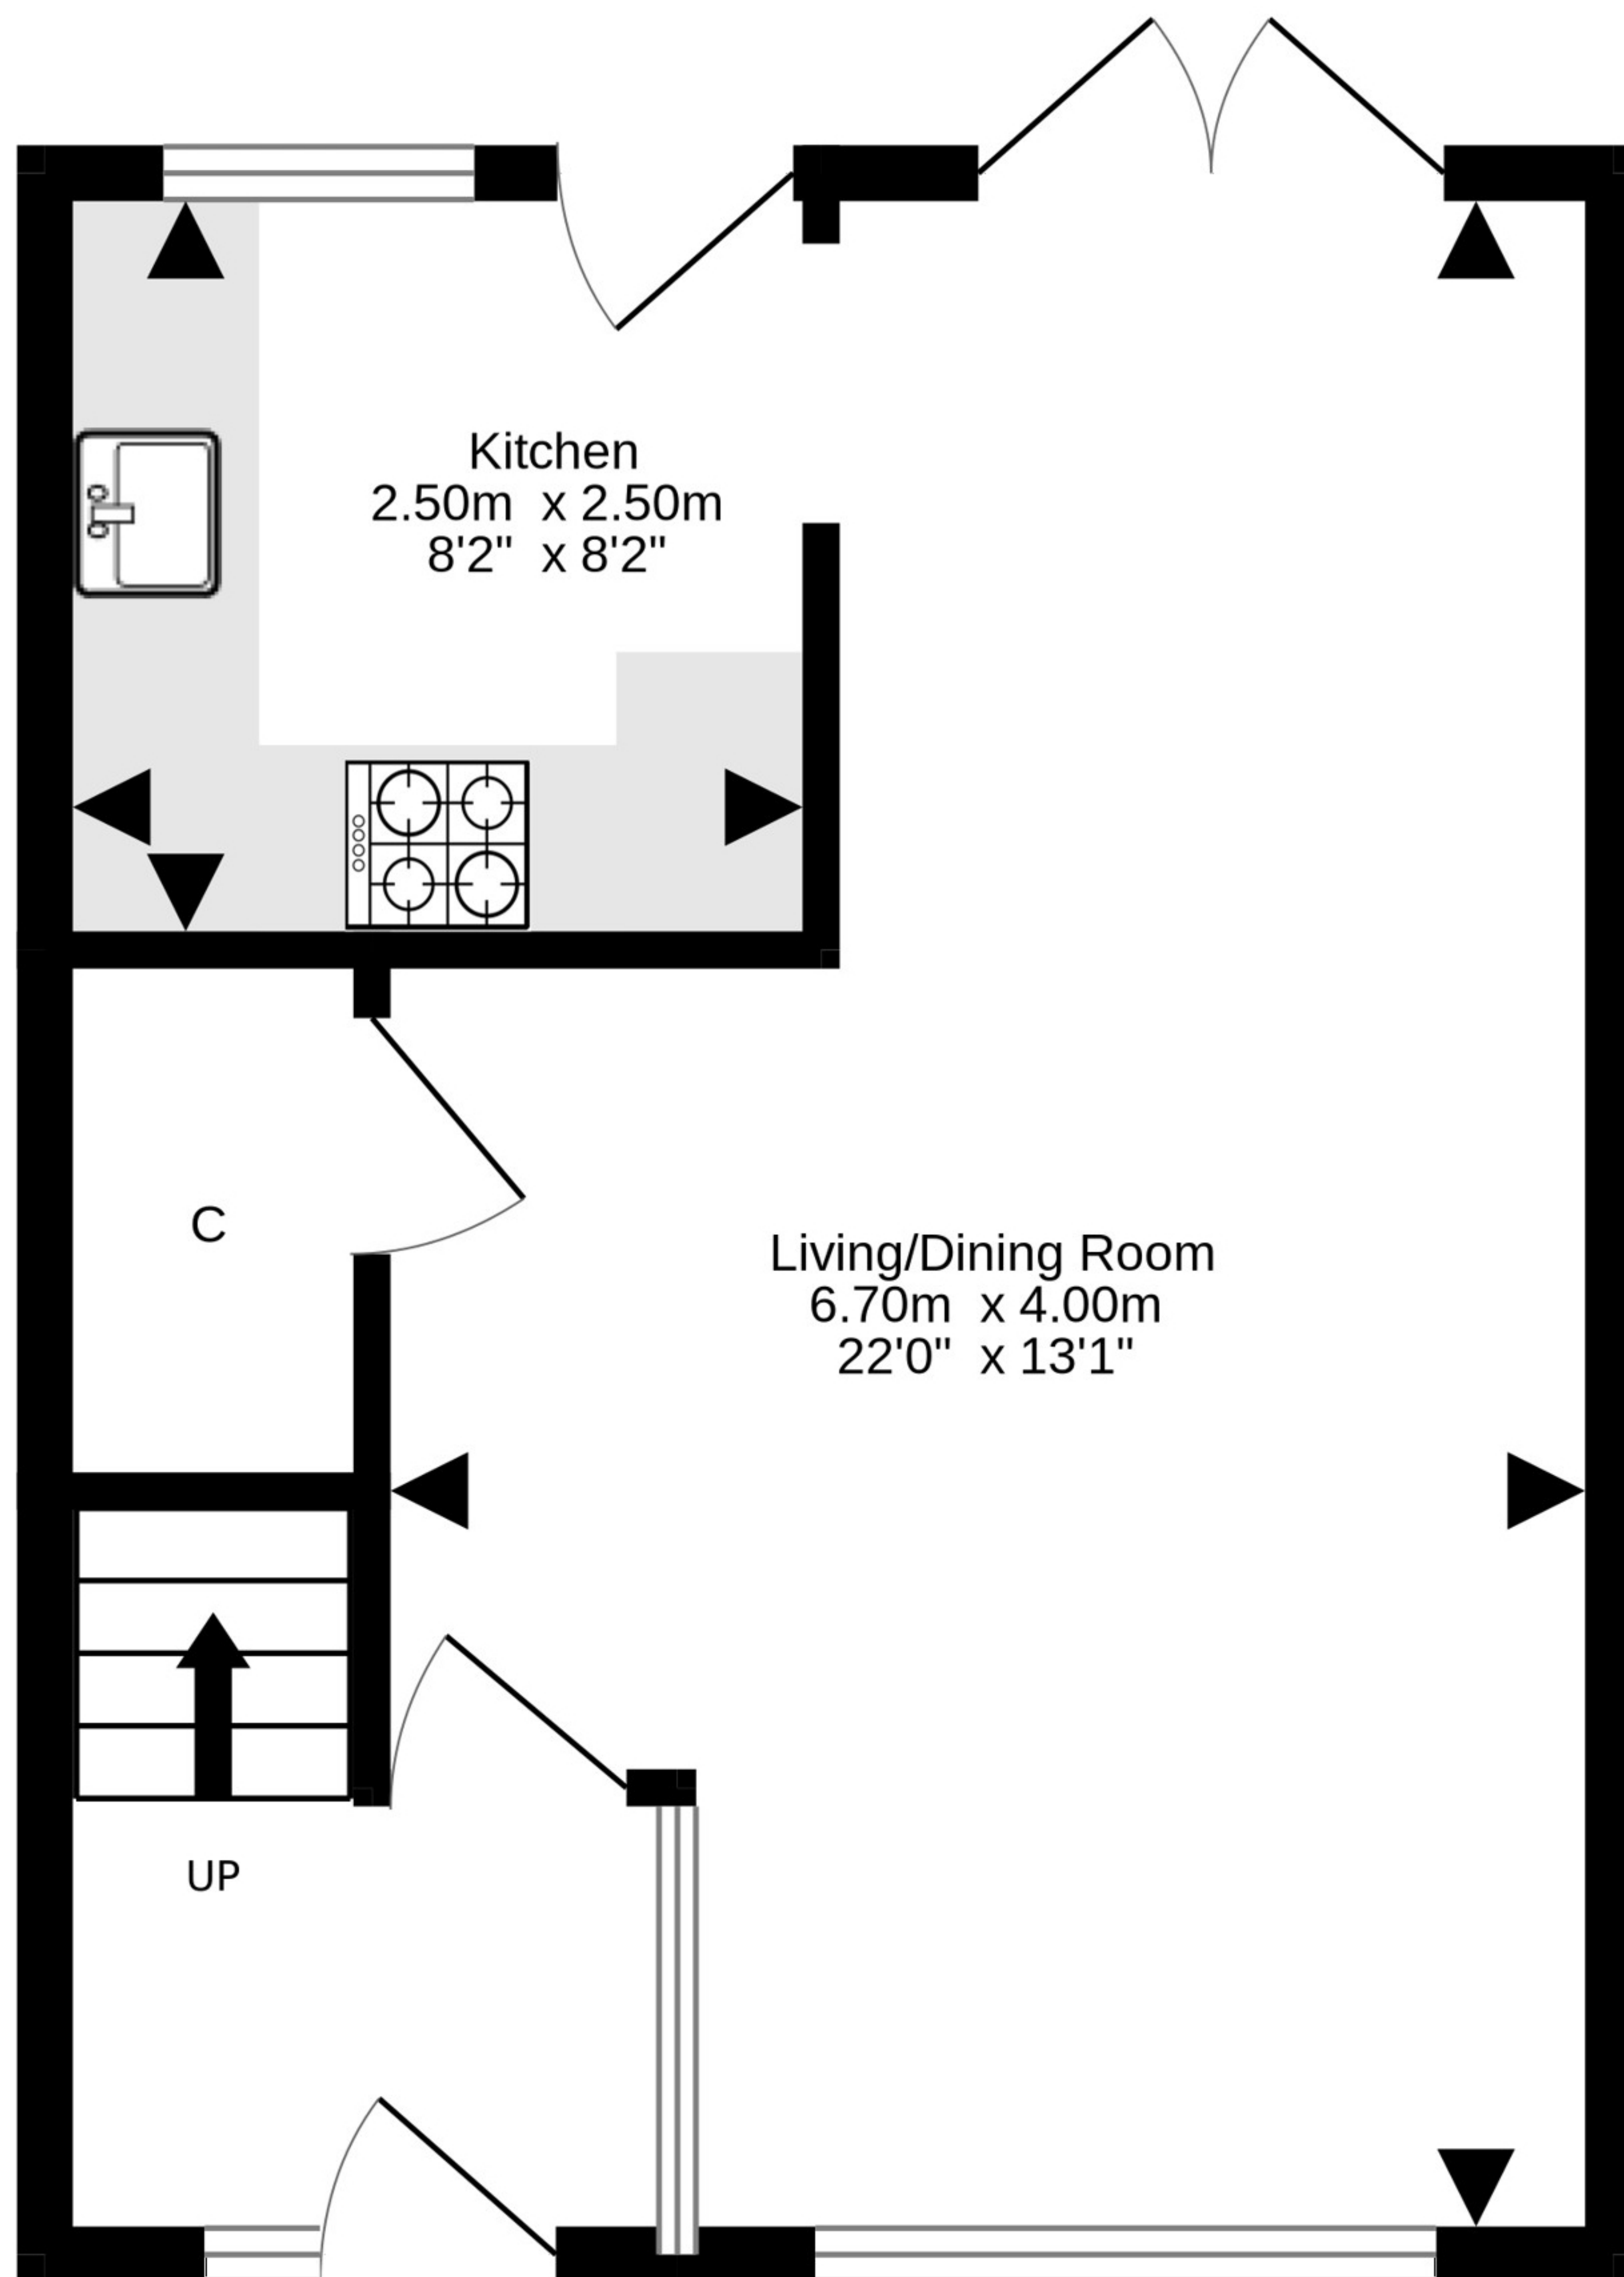 Kitchen
2.50m x 2.50m
8'2" x 8'2"
C
Living/Dining Room
6.70m x 4.00m
22'0" x 13'1"
UP